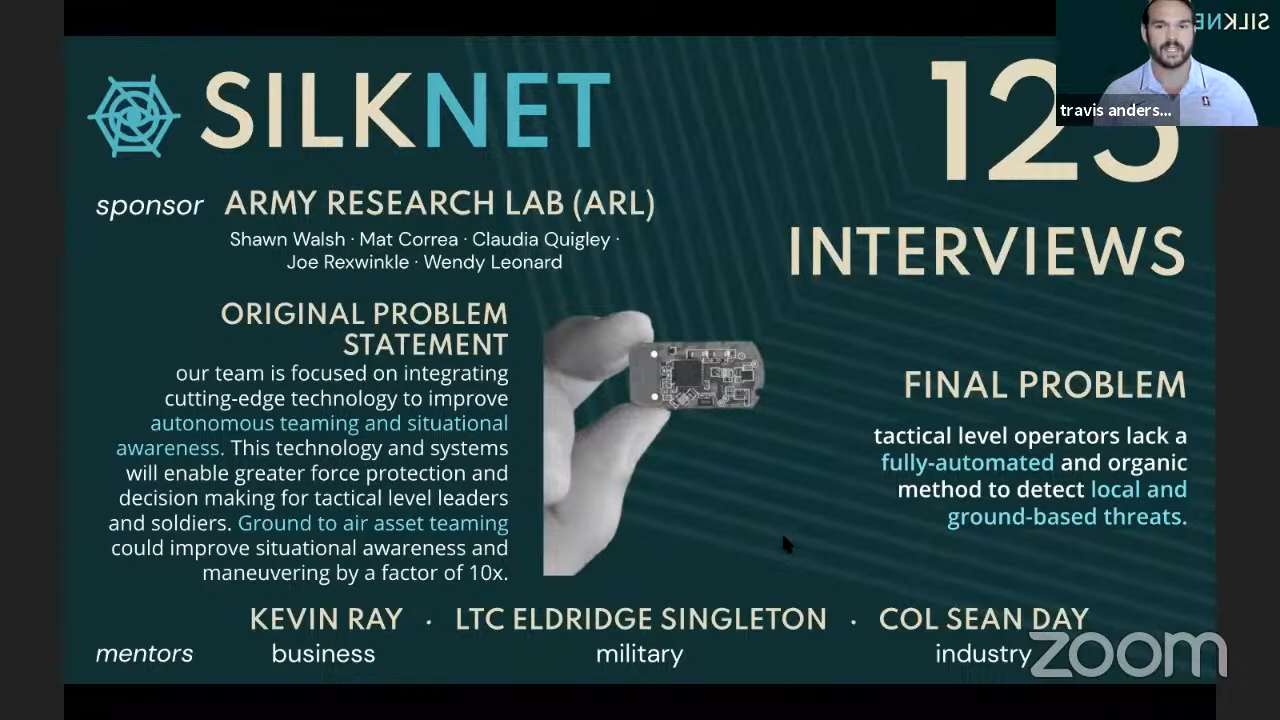 SILKNET
sponsor ARMY RESEARCH LAB (ARL)
Shawn Walsh · Mat Correa · Claudia Quigley ·
Joe Rexwinkle · Wendy Leonard
ORIGINAL PROBLEM
STATEMENT
our team is focused on integrating
cutting-edge technology to improve
autonomous teaming and situational
awareness. This technology and systems
will enable greater force protection and
decision making for tactical level leaders
and soldiers. Ground to air asset teaming
could improve situational awareness and
maneuvering by a factor of 10x.
SILKNE
travis anders...
INTERVIEWS
FINAL PROBLEM
tactical level operators lack a
fully-automated and organic
method to detect local and
ground-based threats.
KEVIN RAY · LTC ELDRIDGE SINGLETON · COL SEAN DAY
mentors business military industry
zoom